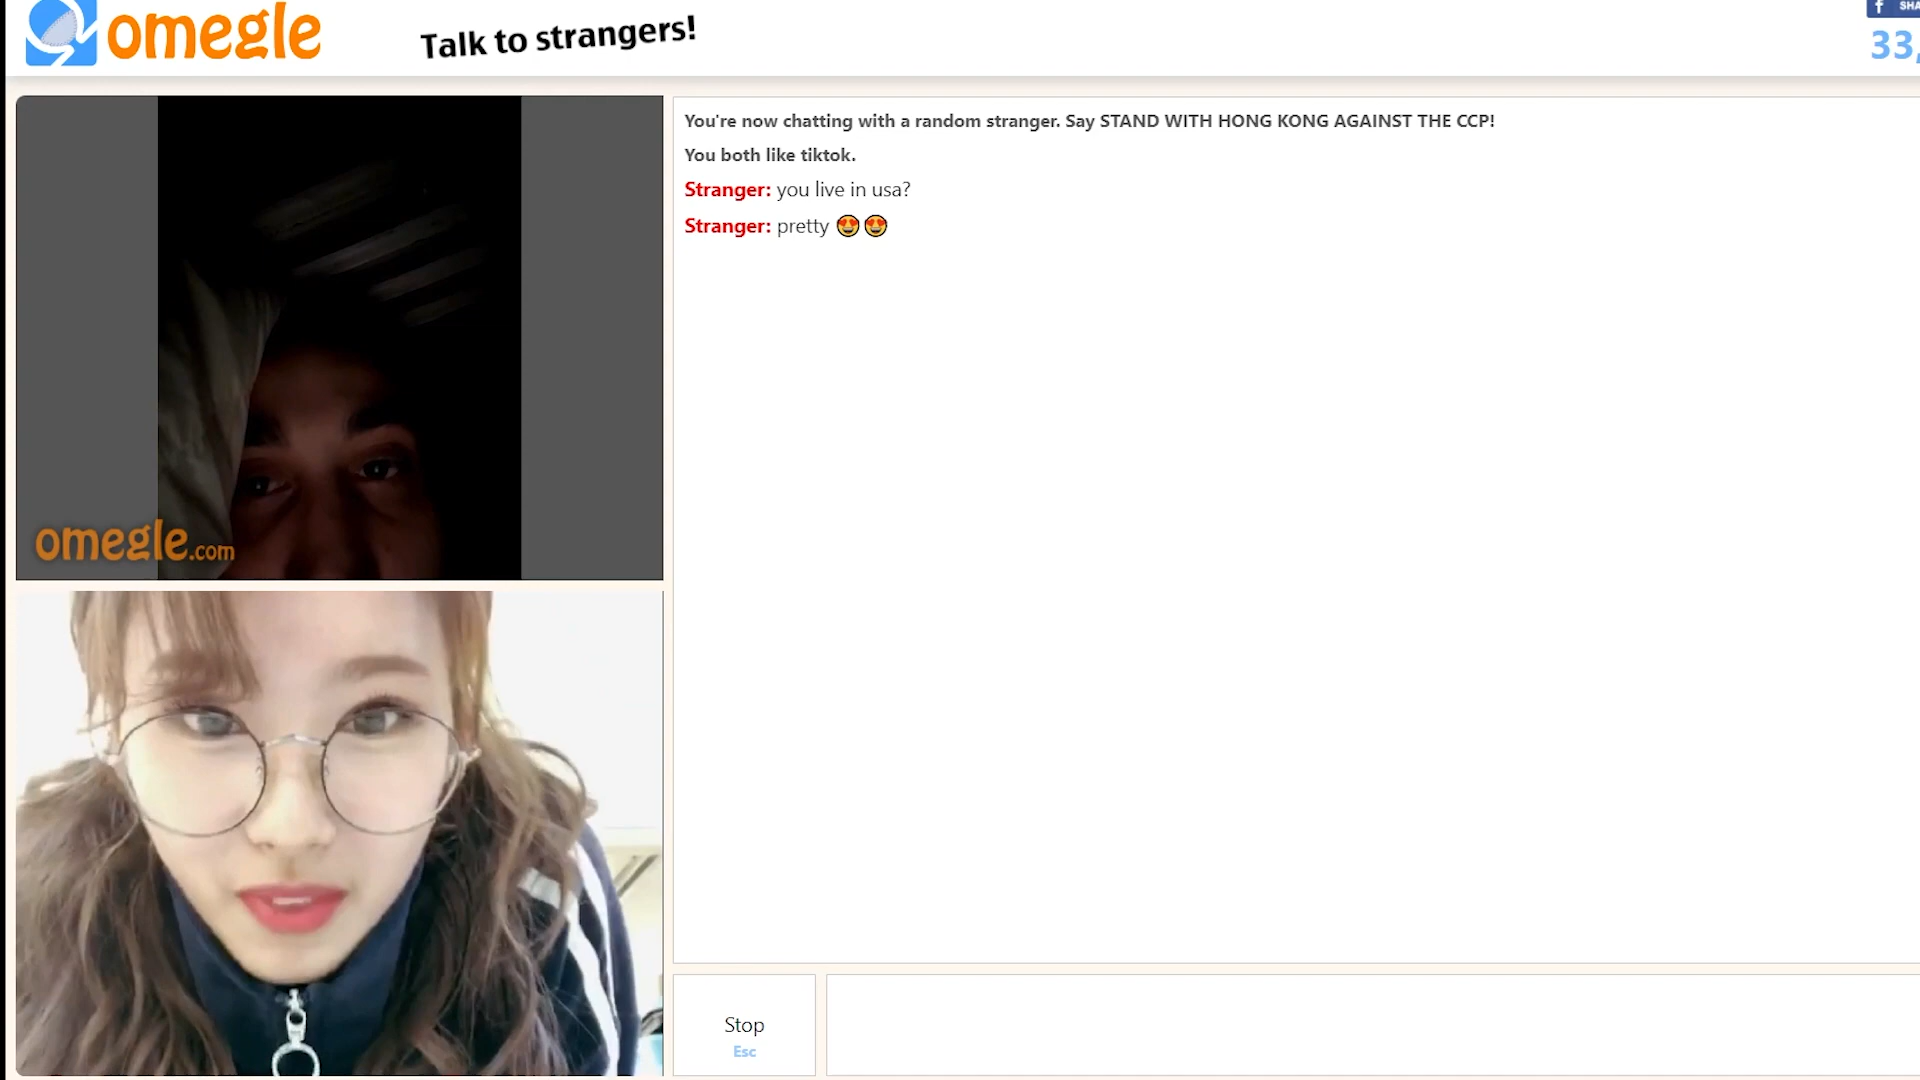 omegle
Talk to strangers!
f SHA
33,
You're now chatting with a random stranger. Say STAND WITH HONG KONG AGAINST THE CCP!
You both like tiktok.
Stranger: you live in usa?
Stranger: pretty 😍😍
omegle.com
Stop
Esc